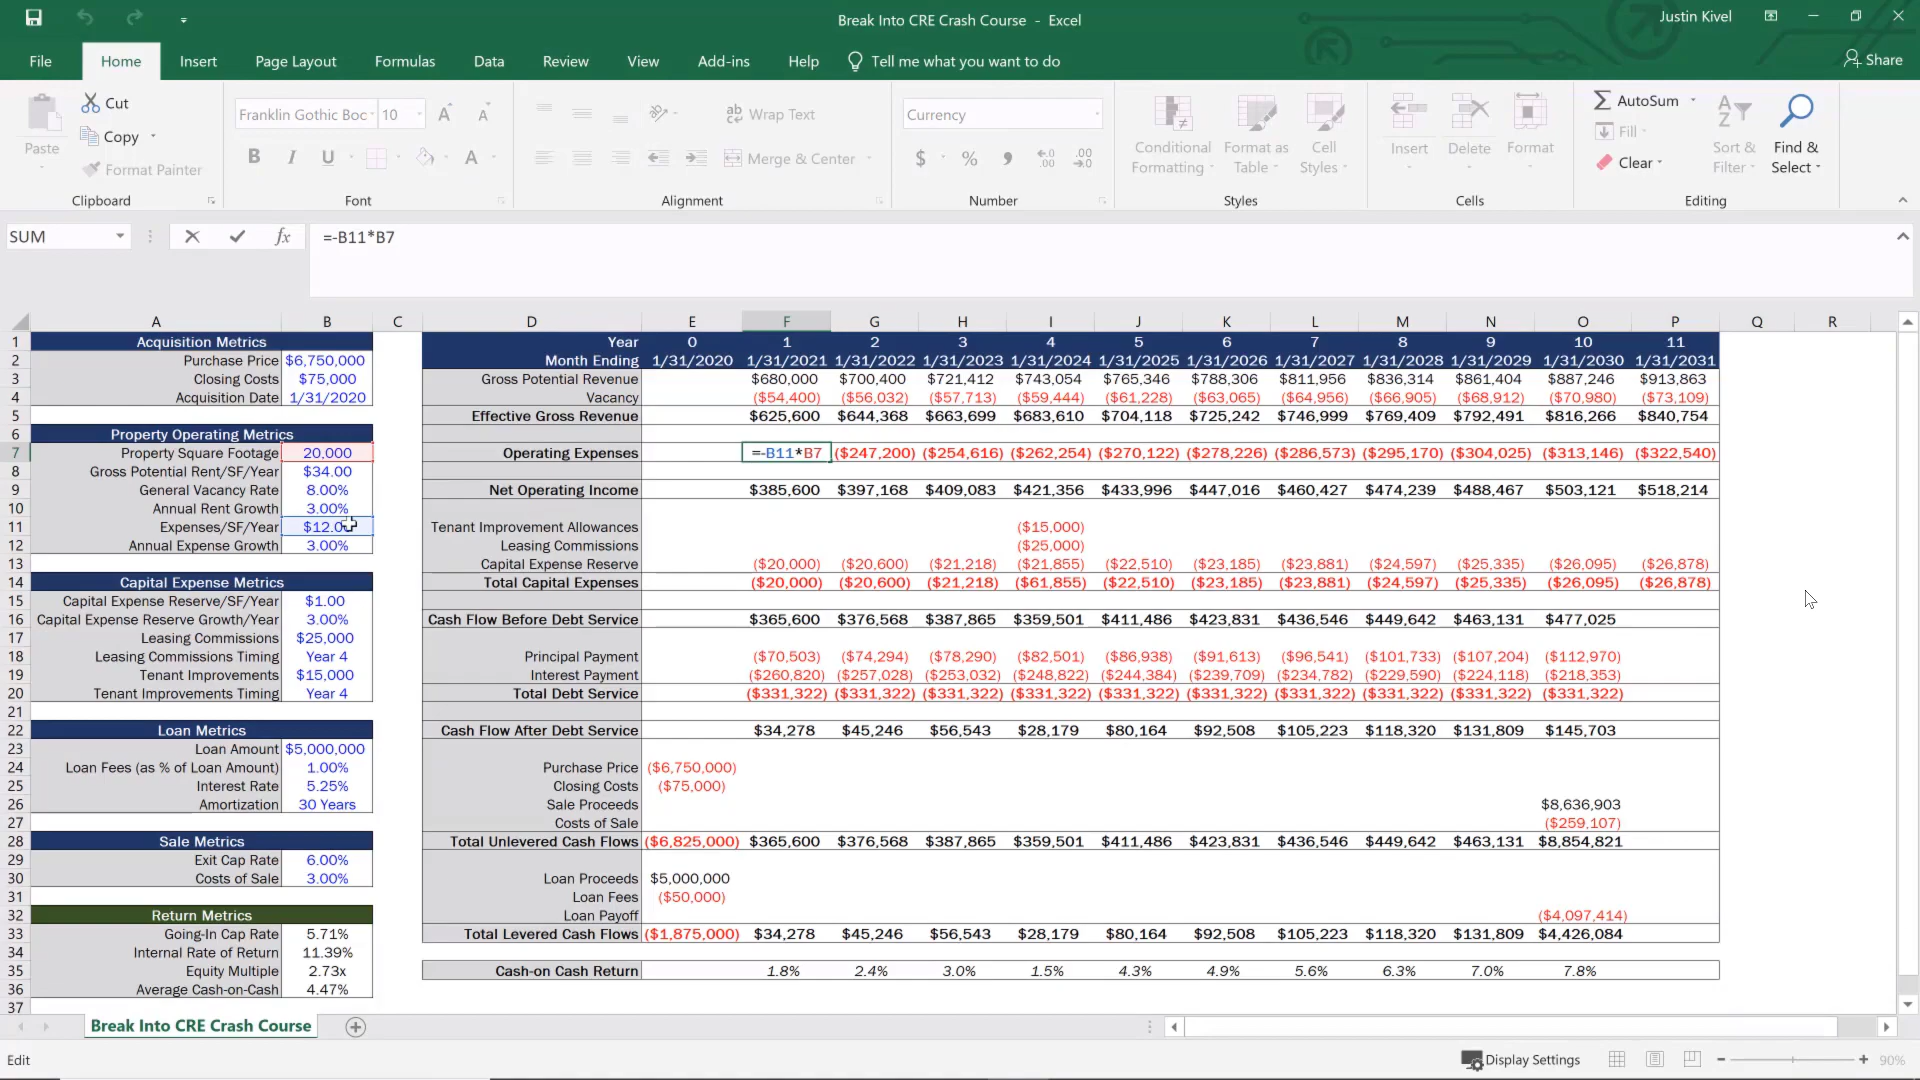 Break Into CRE Crash Course - Excel
Justin Kivel
File Home Insert Page Layout Formulas Data Review View Add-ins Help Tell me what you want to do Share
Paste
Cut
Copy
Format Painter
Clipboard
Franklin Gothic Boc 10
B I U A
Font
Wrap Text
Merge & Center
Alignment
Currency
$ %
Number
Conditional Formatting
Format as Table
Cell Styles
Styles
Insert Delete Format
Cells
AutoSum
Fill
Clear
Sort & Filter
Find & Select
Editing
SUM fx =-B11*B7
A B C D E F G H I J K L M N O P Q R
1 Acquisition Metrics Year 0 1 2 3 4 5 6 7 8 9 10 11
2 Purchase Price $6,750,000 Month Ending 1/31/2020 1/31/2021 1/31/2022 1/31/2023 1/31/2024 1/31/2025 1/31/2026 1/31/2027 1/31/2028 1/31/2029 1/31/2030 1/31/2031
3 Closing Costs $75,000 Gross Potential Revenue $680,000 $700,400 $721,412 $743,054 $765,346 $788,306 $811,956 $836,314 $861,404 $887,246 $913,863
4 Acquisition Date 1/31/2020 Vacancy ($54,400) ($56,032) ($57,713) ($59,444) ($61,228) ($63,065) ($64,956) ($66,905) ($68,912) ($70,980) ($73,109)
5 Effective Gross Revenue $625,600 $644,368 $663,699 $683,610 $704,118 $725,242 $746,999 $769,409 $792,491 $816,266 $840,754
6 Property Operating Metrics
7 Property Square Footage 20,000 Operating Expenses =-B11*B7 ($247,200) ($254,616) ($262,254) ($270,122) ($278,226) ($286,573) ($295,170) ($304,025) ($313,146) ($322,540)
8 Gross Potential Rent/SF/Year $34.00
9 General Vacancy Rate 8.00% Net Operating Income $385,600 $397,168 $409,083 $421,356 $433,996 $447,016 $460,427 $474,239 $488,467 $503,121 $518,214
10 Annual Rent Growth 3.00%
11 Expenses/SF/Year $12.0 Tenant Improvement Allowances ($15,000)
12 Annual Expense Growth 3.00% Leasing Commissions ($25,000)
13 Capital Expense Reserve ($20,000) ($20,600) ($21,218) ($21,855) ($22,510) ($23,185) ($23,881) ($24,597) ($25,335) ($26,095) ($26,878)
14 Capital Expense Metrics Total Capital Expenses ($20,000) ($20,600) ($21,218) ($61,855) ($22,510) ($23,185) ($23,881) ($24,597) ($25,335) ($26,095) ($26,878)
15 Capital Expense Reserve/SF/Year $1.00
16 Capital Expense Reserve Growth/Year 3.00% Cash Flow Before Debt Service $365,600 $376,568 $387,865 $359,501 $411,486 $423,831 $436,546 $449,642 $463,131 $477,025
17 Leasing Commissions $25,000
18 Leasing Commissions Timing Year 4 Principal Payment ($70,503) ($74,294) ($78,290) ($82,501) ($86,938) ($91,613) ($96,541) ($101,733) ($107,204) ($112,970)
19 Tenant Improvements $15,000 Interest Payment ($260,820) ($257,028) ($253,032) ($248,822) ($244,384) ($239,709) ($234,782) ($229,590) ($224,118) ($218,353)
20 Tenant Improvements Timing Year 4 Total Debt Service ($331,322) ($331,322) ($331,322) ($331,322) ($331,322) ($331,322) ($331,322) ($331,322) ($331,322) ($331,322)
21
22 Loan Metrics Cash Flow After Debt Service $34,278 $45,246 $56,543 $28,179 $80,164 $92,508 $105,223 $118,320 $131,809 $145,703
23 Loan Amount $5,000,000
24 Loan Fees (as % of Loan Amount) 1.00% Purchase Price ($6,750,000)
25 Interest Rate 5.25% Closing Costs ($75,000)
26 Amortization 30 Years Sale Proceeds $8,636,903
27 Costs of Sale ($259,107)
28 Sale Metrics Total Unlevered Cash Flows ($6,825,000) $365,600 $376,568 $387,865 $359,501 $411,486 $423,831 $436,546 $449,642 $463,131 $8,854,821
29 Exit Cap Rate 6.00%
30 Costs of Sale 3.00% Loan Proceeds $5,000,000
31 Loan Fees ($50,000)
32 Return Metrics Loan Payoff ($4,097,414)
33 Going-In Cap Rate 5.71% Total Levered Cash Flows ($1,875,000) $34,278 $45,246 $56,543 $28,179 $80,164 $92,508 $105,223 $118,320 $131,809 $4,426,084
34 Internal Rate of Return 11.39%
35 Equity Multiple 2.73x Cash-on Cash Return 1.8% 2.4% 3.0% 1.5% 4.3% 4.9% 5.6% 6.3% 7.0% 7.8%
36 Average Cash-on-Cash 4.47%
37
Break Into CRE Crash Course
Edit Display Settings 90%